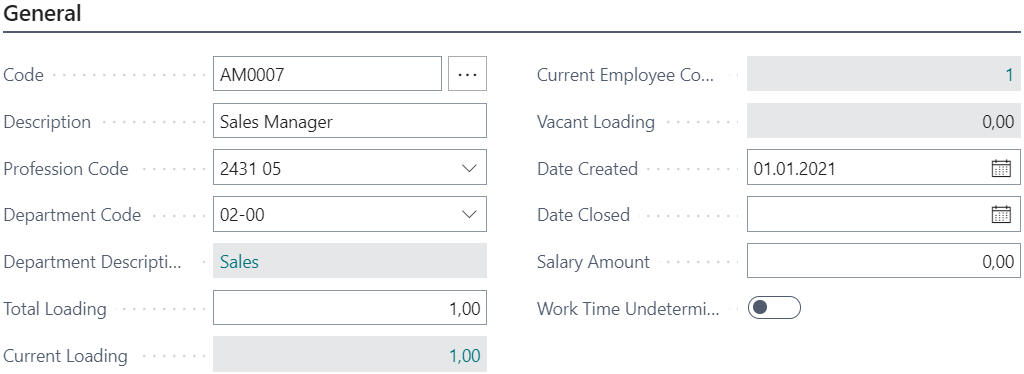 General
Code AM0007 ...
Description Sales Manager
Profession Code 2431 05
Department Code 02-00
Department Descripti... Sales
Total Loading 1,00
Current Loading 1,00
Current Employee Co... 1
Vacant Loading 0,00
Date Created 01.01.2021
Date Closed
Salary Amount 0,00
Work Time Undetermi...